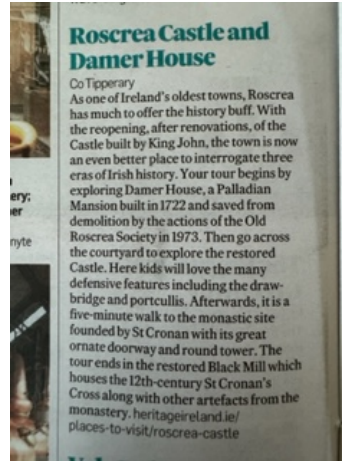 Roscrea Castle and
Damer House
Co Tipperary
As one of Ireland's oldest towns, Roscrea
has much to offer the history buff. With
the reopening, after renovations, of the
Castle built by King John, the town is now
an even better place to interrogate three
eras of Irish history. Your tour begins by
exploring Damer House, a Palladian
Mansion built in 1722 and saved from
demolition by the actions of the Old
Roscrea Society in 1973. Then go across
the courtyard to explore the restored
Castle. Here kids will love the many
defensive features including the draw-
bridge and portcullis. Afterwards, it is a
five-minute walk to the monastic site
founded by St Cronan with its great
ornate doorway and round tower. The
tour ends in the restored Black Mill which
houses the 12th-century St Cronan's
Cross along with other artefacts from the
monastery. heritageireland.ie/
places-to-visit/roscrea-castle
ery;
er
nyte